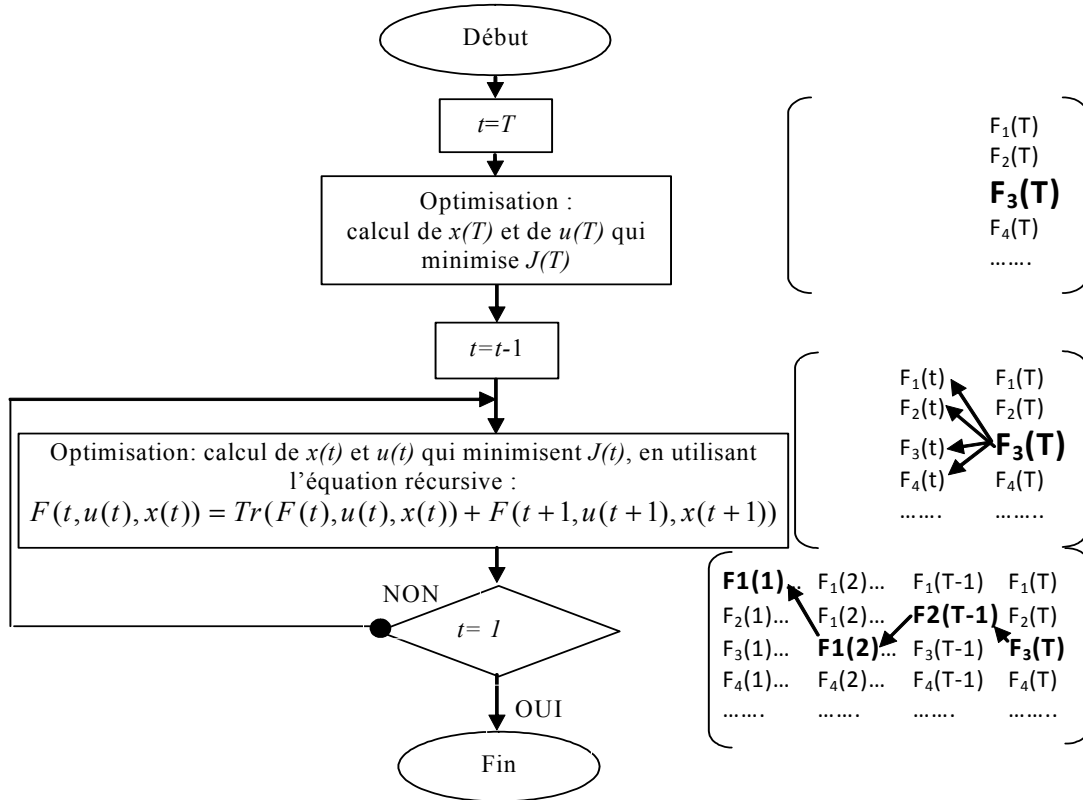 Début
t=T
Optimisation :
calcul de x(T) et de u(T) qui
minimise J(T)
t=t-1
Optimisation: calcul de x(t) et u(t) qui minimisent J(t), en utilisant
l'équation récursive :
F(t,u(t),x(t)) = Tr(F(t),u(t),x(t)) + F(t+1,u(t+1),x(t+1))
NON
t= 1
OUI
Fin
F₁(T)
F₂(T)
F₃(T)
F₄(T)
…….
F₁(t) F₁(T)
F₂(t) F₂(T)
F₃(t) F₃(T)
F₄(t) F₄(T)
……. ……..
F1(1)… F₁(2)… F₁(T-1) F₁(T)
F₂(1)… F₁(2)… F2(T-1) F₂(T)
F₃(1)… F1(2)… F₃(T-1) F₃(T)
F₄(1)… F₄(2)… F₄(T-1) F₄(T)
……. ……. ……. ……..